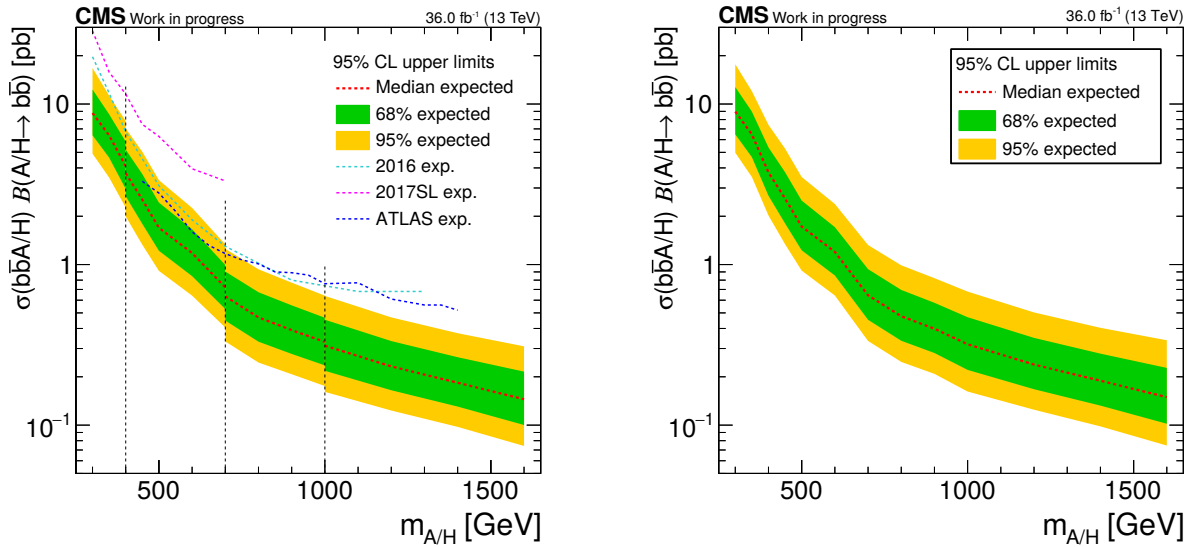 CMS Work in progress 36.0 fb⁻¹ (13 TeV)
σ(bb̅A/H) B(A/H→ bb̅) [pb]
10
1
10⁻¹
95% CL upper limits
Median expected
68% expected
95% expected
2016 exp.
2017SL exp.
ATLAS exp.
500 1000 1500
m_A/H [GeV]
CMS Work in progress 36.0 fb⁻¹ (13 TeV)
σ(bb̅A/H) B(A/H→ bb̅) [pb]
10
1
10⁻¹
95% CL upper limits
Median expected
68% expected
95% expected
500 1000 1500
m_A/H [GeV]